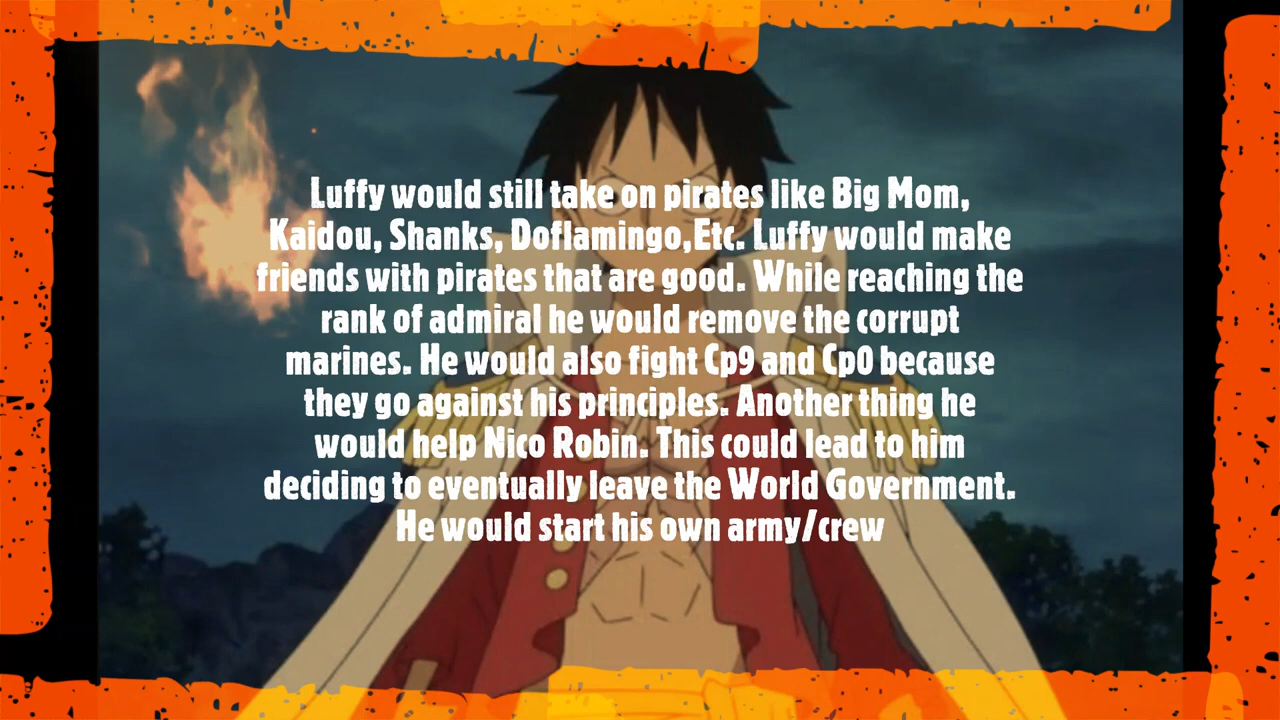 Luffy would still take on pirates like Big Mom,
Kaidou, Shanks, Doflamingo,Etc. Luffy would make
friends with pirates that are good. While reaching the
rank of admiral he would remove the corrupt
marines. He would also fight Cp9 and Cp0 because
they go against his principles. Another thing he
would help Nico Robin. This could lead to him
deciding to eventually leave the World Government.
He would start his own army/crew